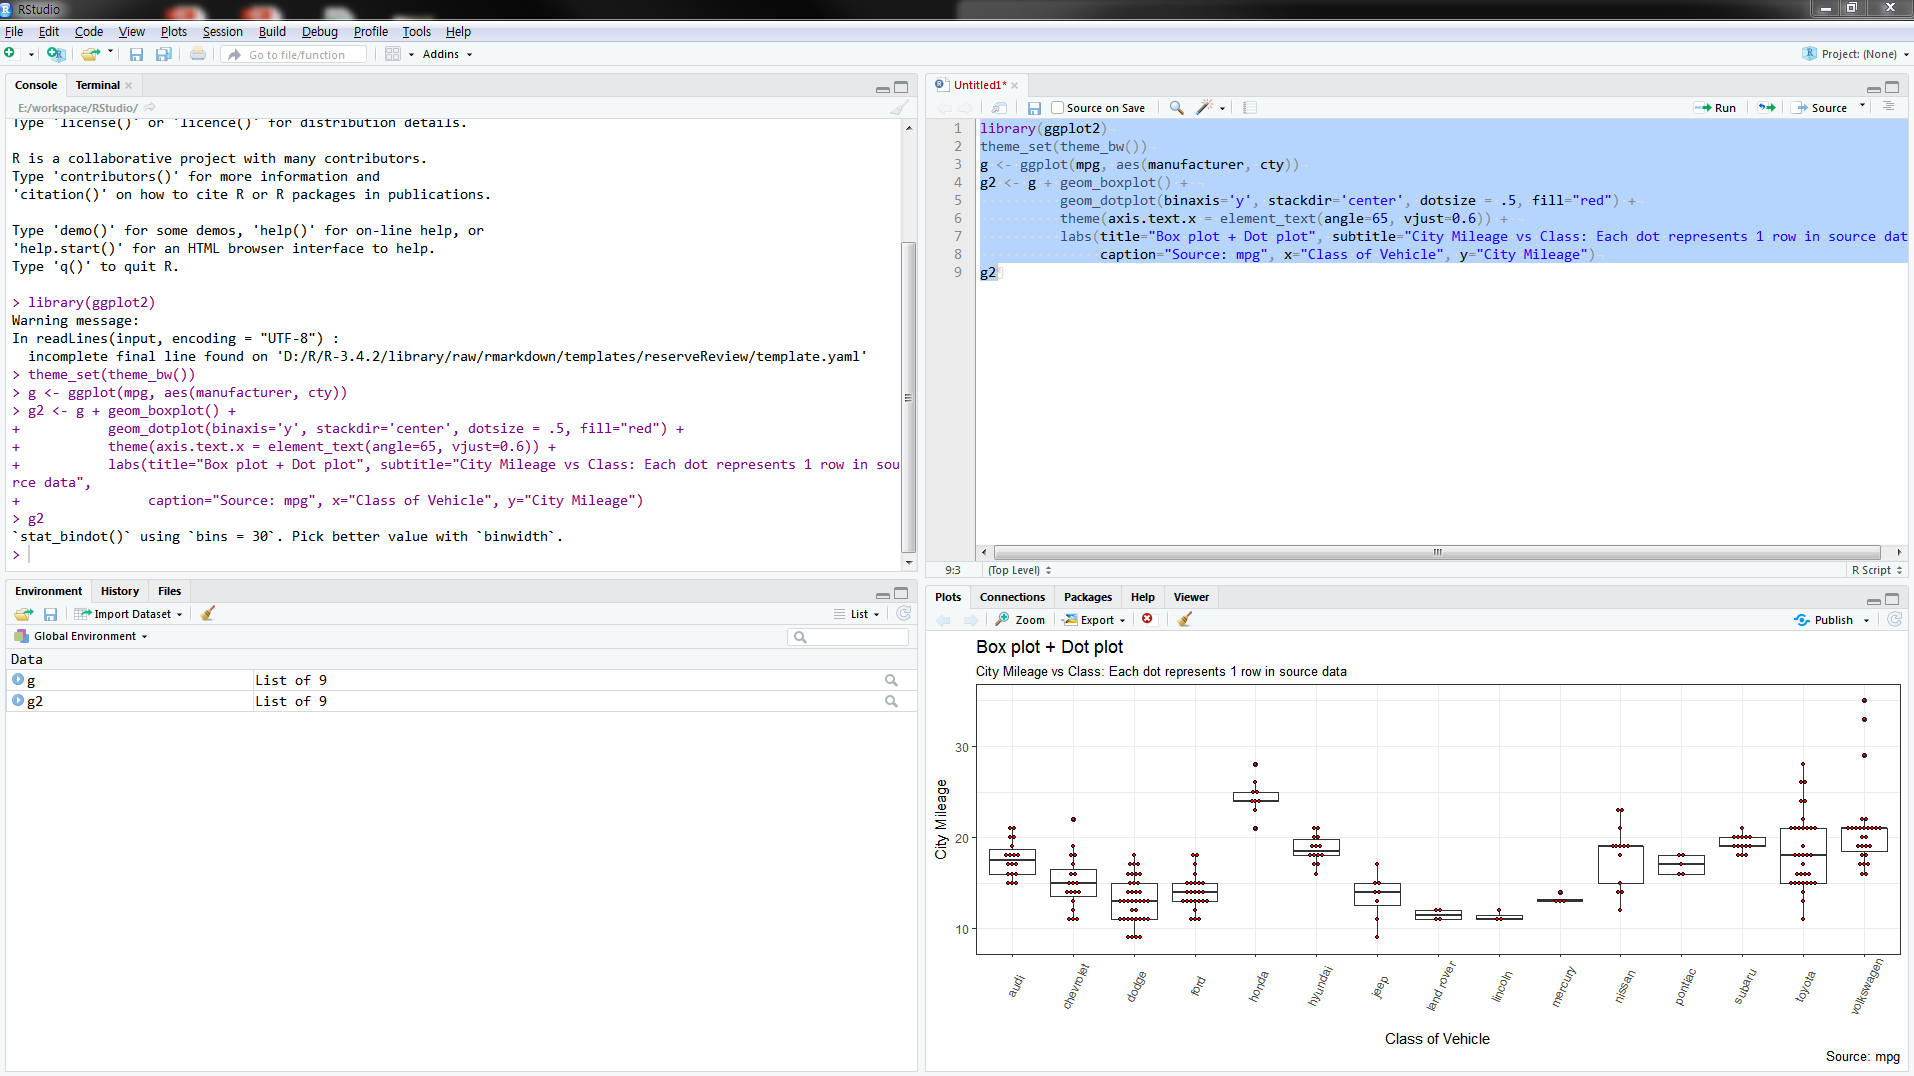 RStudio
File Edit Code View Plots Session Build Debug Profile Tools Help
Go to file/function Addins Project: (None)
Console Terminal
E:/workspace/RStudio/
Type 'license()' or 'licence()' for distribution details.
R is a collaborative project with many contributors.
Type 'contributors()' for more information and
'citation()' on how to cite R or R packages in publications.
Type 'demo()' for some demos, 'help()' for on-line help, or
'help.start()' for an HTML browser interface to help.
Type 'q()' to quit R.
> library(ggplot2)
Warning message:
In readLines(input, encoding = "UTF-8") :
  incomplete final line found on 'D:/R/R-3.4.2/library/raw/rmarkdown/templates/reserveReview/template.yaml'
> theme_set(theme_bw())
> g <- ggplot(mpg, aes(manufacturer, cty))
> g2 <- g + geom_boxplot() +
+           geom_dotplot(binaxis='y', stackdir='center', dotsize = .5, fill="red") +
+           theme(axis.text.x = element_text(angle=65, vjust=0.6)) +
+           labs(title="Box plot + Dot plot", subtitle="City Mileage vs Class: Each dot represents 1 row in sou
rce data",
+                caption="Source: mpg", x="Class of Vehicle", y="City Mileage")
> g2
`stat_bindot()` using `bins = 30`. Pick better value with `binwidth`.
>
Untitled1*
Source on Save Run Source
1 library(ggplot2)
2 theme_set(theme_bw())
3 g <- ggplot(mpg, aes(manufacturer, cty))
4 g2 <- g + geom_boxplot() +
5           geom_dotplot(binaxis='y', stackdir='center', dotsize = .5, fill="red") +
6           theme(axis.text.x = element_text(angle=65, vjust=0.6)) +
7           labs(title="Box plot + Dot plot", subtitle="City Mileage vs Class: Each dot represents 1 row in source dat
8                caption="Source: mpg", x="Class of Vehicle", y="City Mileage")
9 g2
9:3 (Top Level) R Script
Environment History Files
Import Dataset List
Global Environment
Data
g List of 9
g2 List of 9
Plots Connections Packages Help Viewer
Zoom Export Publish
Box plot + Dot plot
City Mileage vs Class: Each dot represents 1 row in source data
City Mileage
30
20
10
audi chevrolet dodge ford honda hyundai jeep land rover lincoln mercury nissan pontiac subaru toyota volkswagen
Class of Vehicle
Source: mpg